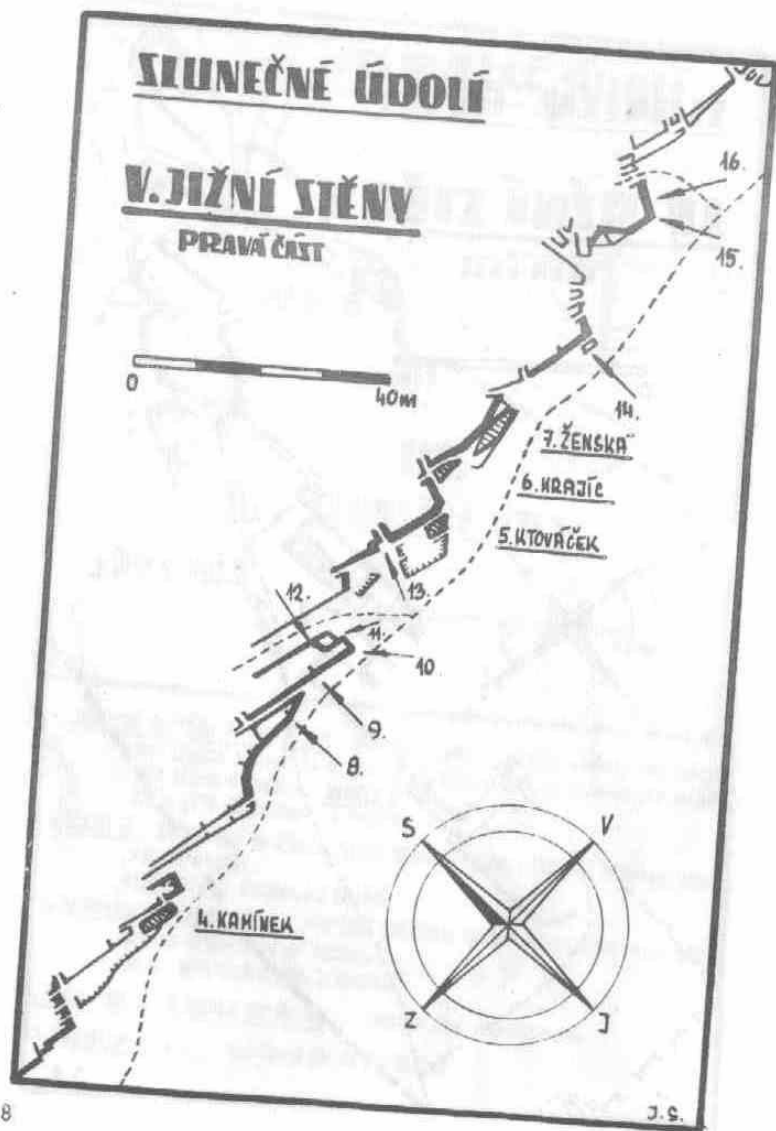 SLUNEČNÉ ÚDOLÍ
V. JIŽNÍ STĚNY
PRAVÁ ČÁST
0
40m
16.
15.
14.
7. ŽENSKÁ
6. KRAJÍC
5. KTOVÁČEK
13.
12.
11.
10
9.
8.
4. KAMÍNEK
S
V
Z
J
J.S.
8